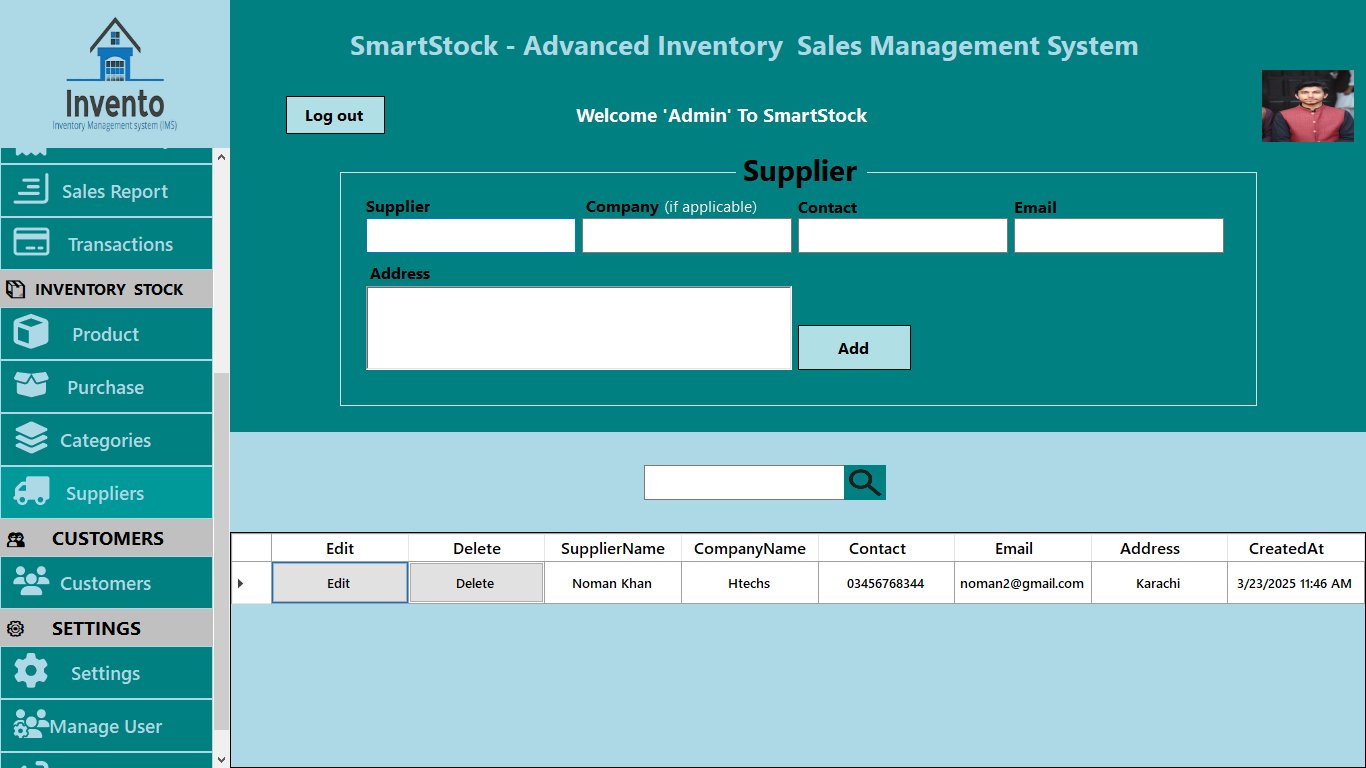 Invento
Inventory Management system (IMS)
SmartStock - Advanced Inventory  Sales Management System
Log out
Welcome 'Admin' To SmartStock
Sales Report
Transactions
INVENTORY STOCK
Product
Purchase
Categories
Suppliers
CUSTOMERS
Customers
SETTINGS
Settings
Manage User
Supplier
Supplier Company (if applicable) Contact Email
Address
Add
Edit Delete SupplierName CompanyName Contact Email Address CreatedAt
Edit Delete Noman Khan Htechs 03456768344 noman2@gmail.com Karachi 3/23/2025 11:46 AM